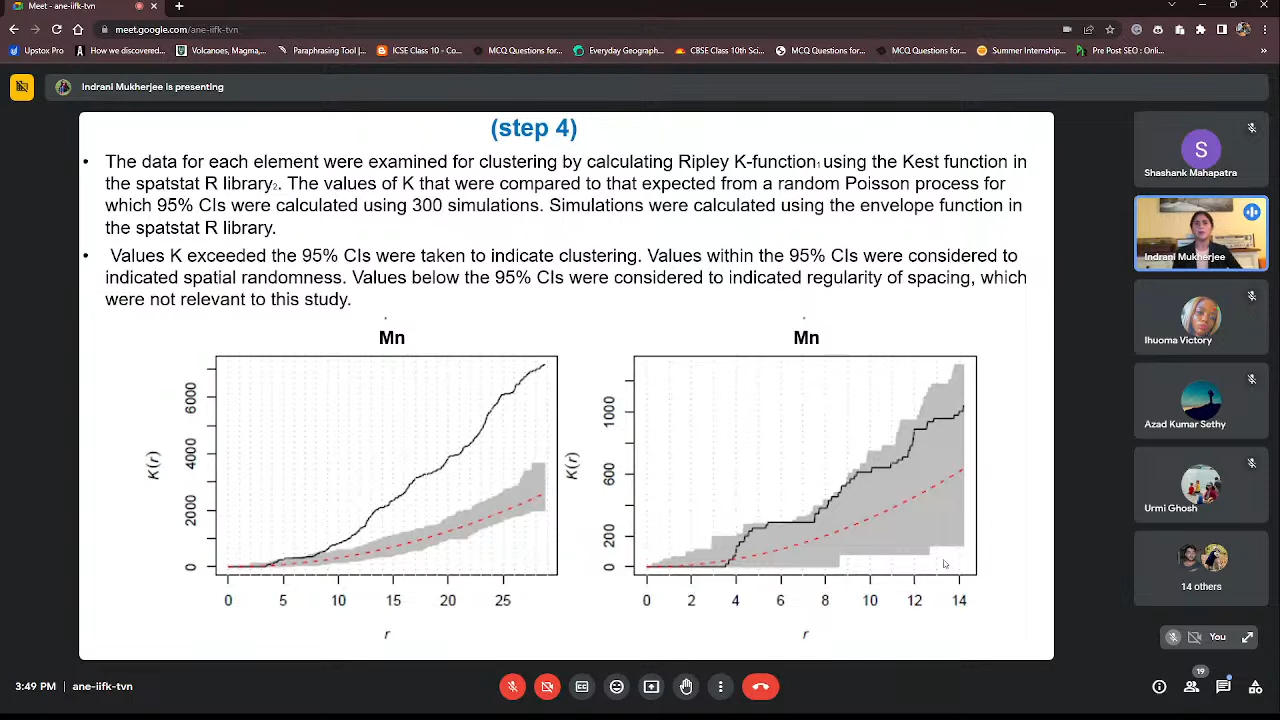 Meet - ane-iifk-tvn
meet.google.com/ane-iifk-tvn
Upstox Pro
How we discovered...
Volcanoes, Magma,...
Paraphrasing Tool |...
ICSE Class 10 - Co...
MCQ Questions for...
Everyday Geograph...
CBSE Class 10th Sci...
MCQ Questions for...
MCQ Questions for...
Summer Internship...
Pre Post SEO : Onli...
»
Indrani Mukherjee is presenting
(step 4)
• The data for each element were examined for clustering by calculating Ripley K-function1 using the Kest function in
the spatstat R library2. The values of K that were compared to that expected from a random Poisson process for
which 95% CIs were calculated using 300 simulations. Simulations were calculated using the envelope function in
the spatstat R library.
• Values K exceeded the 95% CIs were taken to indicate clustering. Values within the 95% CIs were considered to
indicated spatial randomness. Values below the 95% CIs were considered to indicated regularity of spacing, which
were not relevant to this study.
Mn
K(r)
6000
4000
2000
0
0 5 10 15 20 25
r
Mn
K(r)
1000
600
200
0
0 2 4 6 8 10 12 14
r
S
Shashank Mahapatra
Indrani Mukherjee
Ihuoma Victory
Azad Kumar Sethy
Urmi Ghosh
14 others
You
3:49 PM | ane-iifk-tvn
19